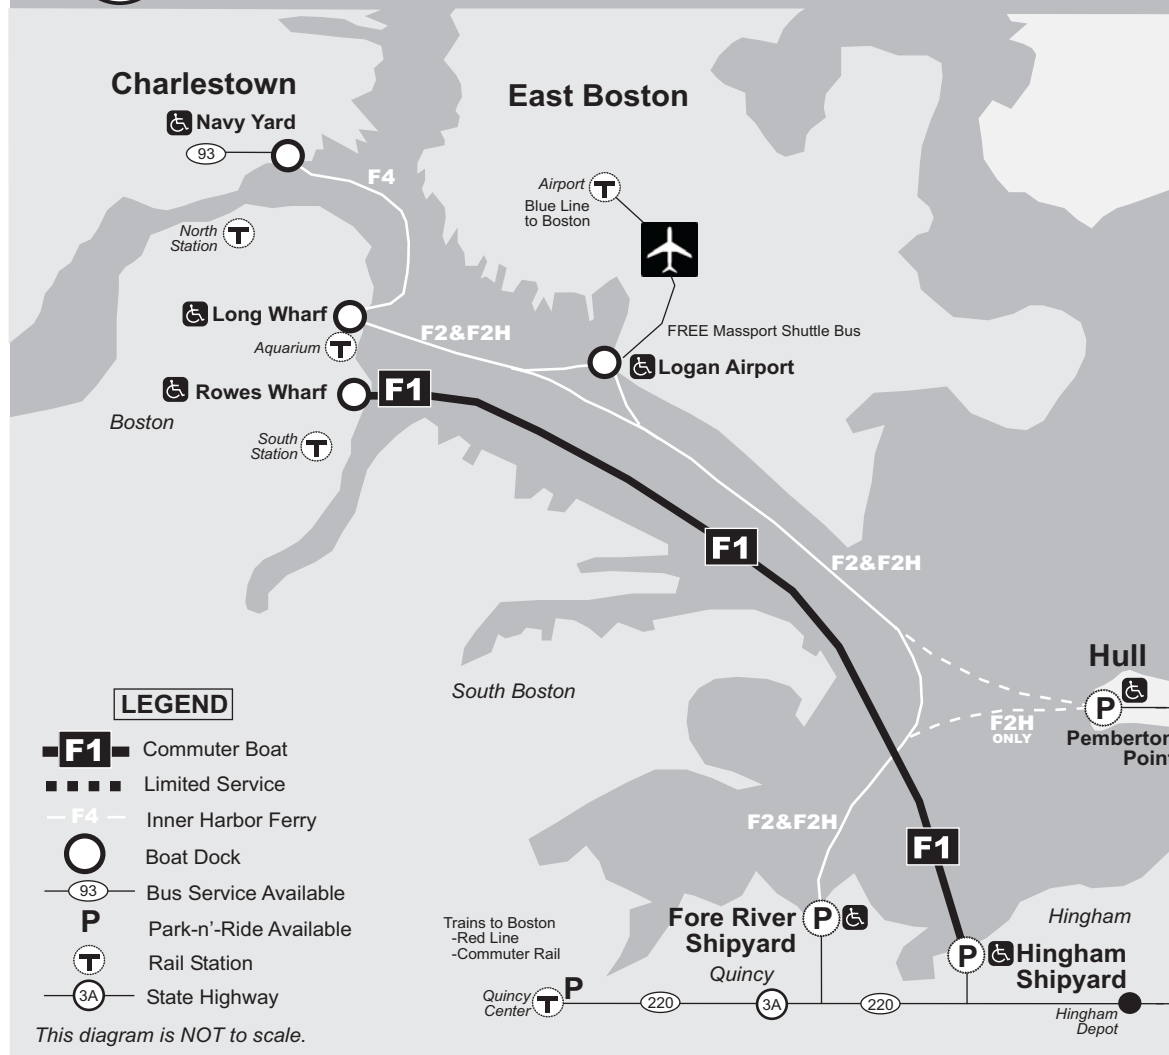 Charlestown
Navy Yard
93
F4
East Boston
Airport
T
Blue Line
to Boston
North
Station
T
Long Wharf
F2&F2H
FREE Massport Shuttle Bus
Aquarium
T
Logan Airport
Rowes Wharf
F1
Boston
South
Station
T
F1
F2&F2H
South Boston
Hull
P
F2H
ONLY
Pemberton
Point
F2&F2H
F1
LEGEND
F1 Commuter Boat
Limited Service
F4 Inner Harbor Ferry
Boat Dock
93 Bus Service Available
P Park-n'-Ride Available
T Rail Station
3A State Highway
This diagram is NOT to scale.
Trains to Boston
-Red Line
-Commuter Rail
Fore River
Shipyard
P
Quincy
Hingham
P
Hingham
Shipyard
Quincy
Center
T
P
220
3A
220
Hingham
Depot